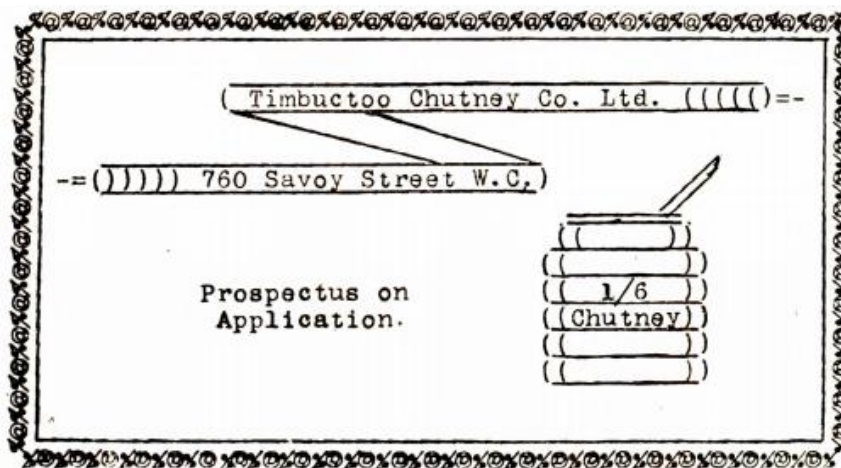 ( Timbuctoo Chutney Co. Ltd. ((((()=-
-=())))) 760 Savoy Street W.C,)
Prospectus on
Application.
1/6
Chutney